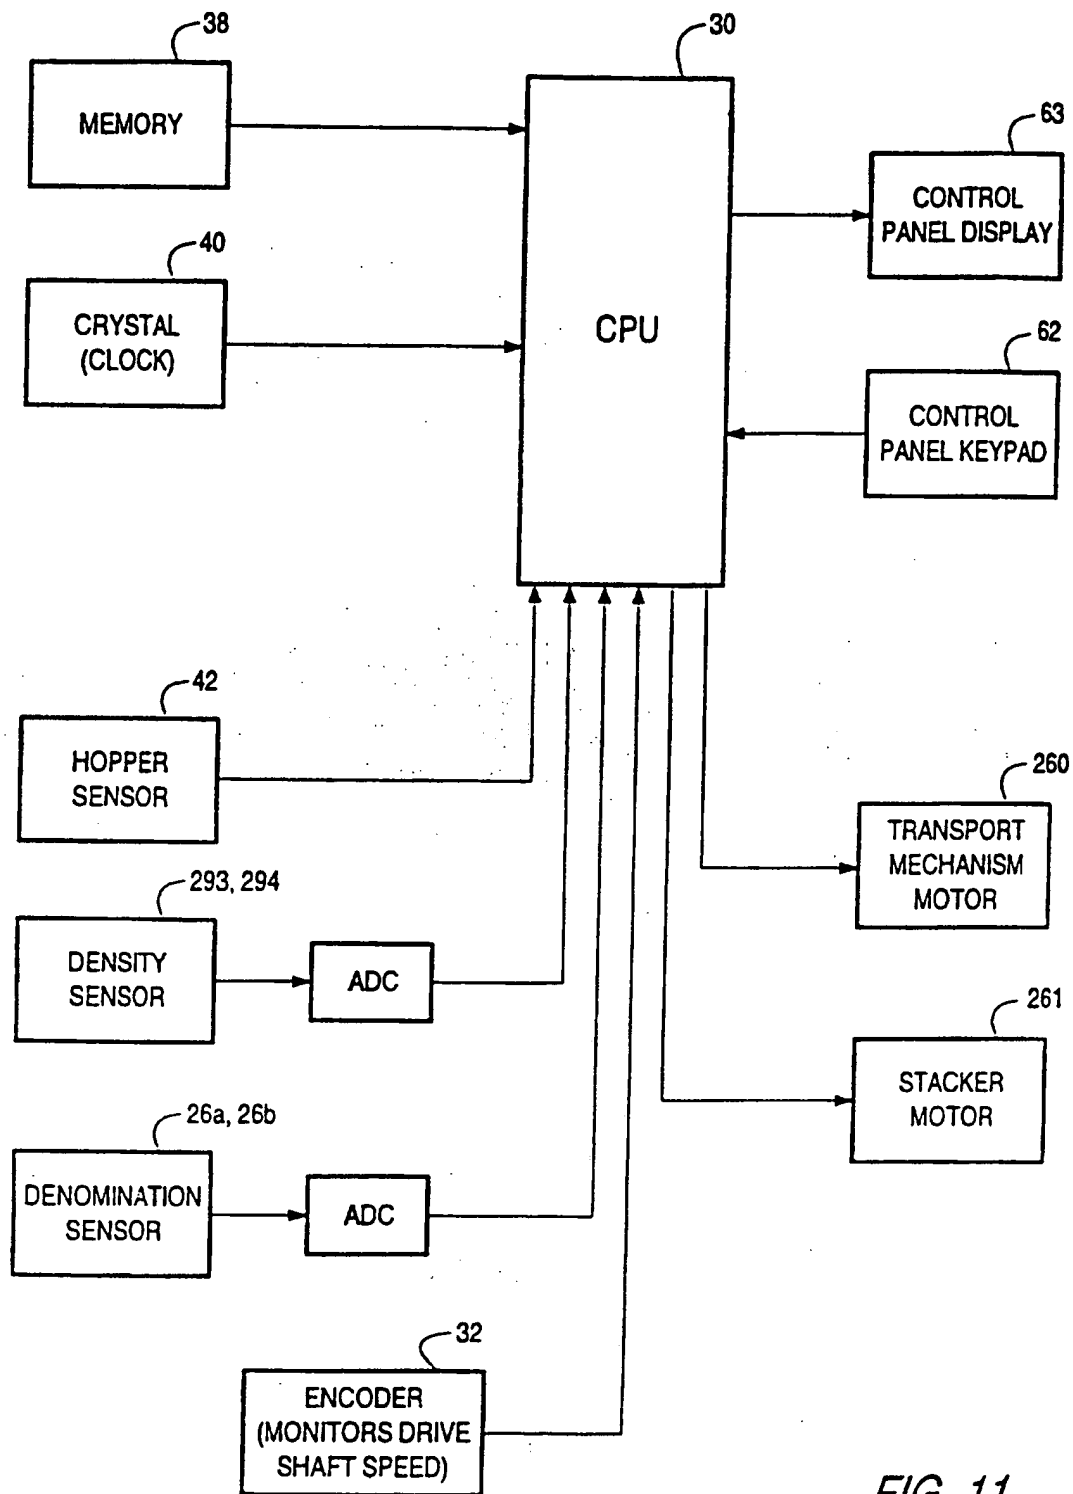 38
MEMORY
30
CPU
63
CONTROL
PANEL DISPLAY
40
CRYSTAL
(CLOCK)
62
CONTROL
PANEL KEYPAD
42
HOPPER
SENSOR
260
TRANSPORT
MECHANISM
MOTOR
293, 294
DENSITY
SENSOR
ADC
261
STACKER
MOTOR
26a, 26b
DENOMINATION
SENSOR
ADC
32
ENCODER
(MONITORS DRIVE
SHAFT SPEED)
FIG. 11